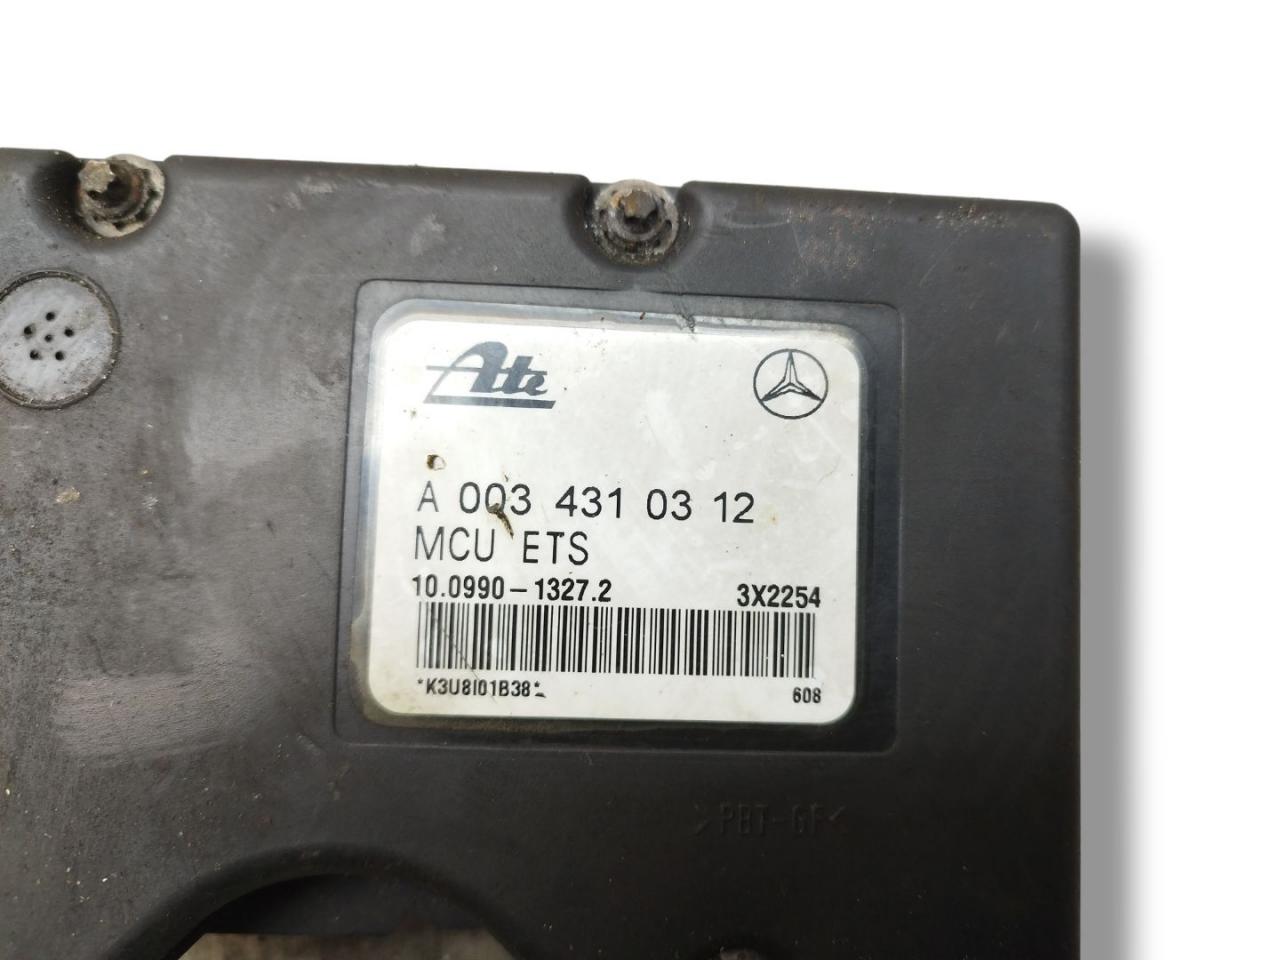 Ate
A 003 431 03 12
MCU ETS
10.0990-1327.2 3X2254
*K3U8I01B38*
608
>PBT-GF<